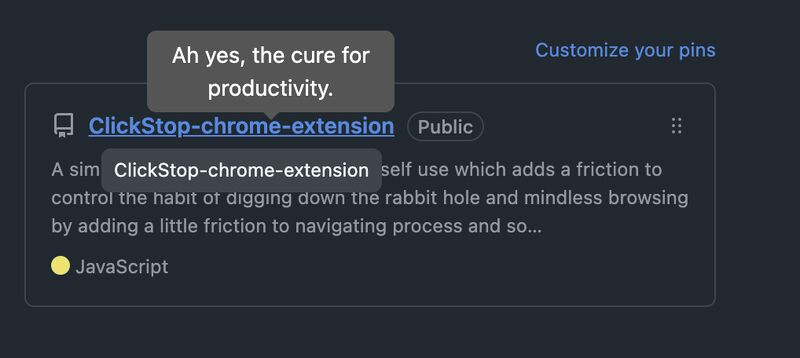 Ah yes, the cure for
productivity.
Customize your pins
ClickStop-chrome-extension Public
A sim self use which adds a friction to
ClickStop-chrome-extension
control the habit of digging down the rabbit hole and mindless browsing
by adding a little friction to navigating process and so...
JavaScript